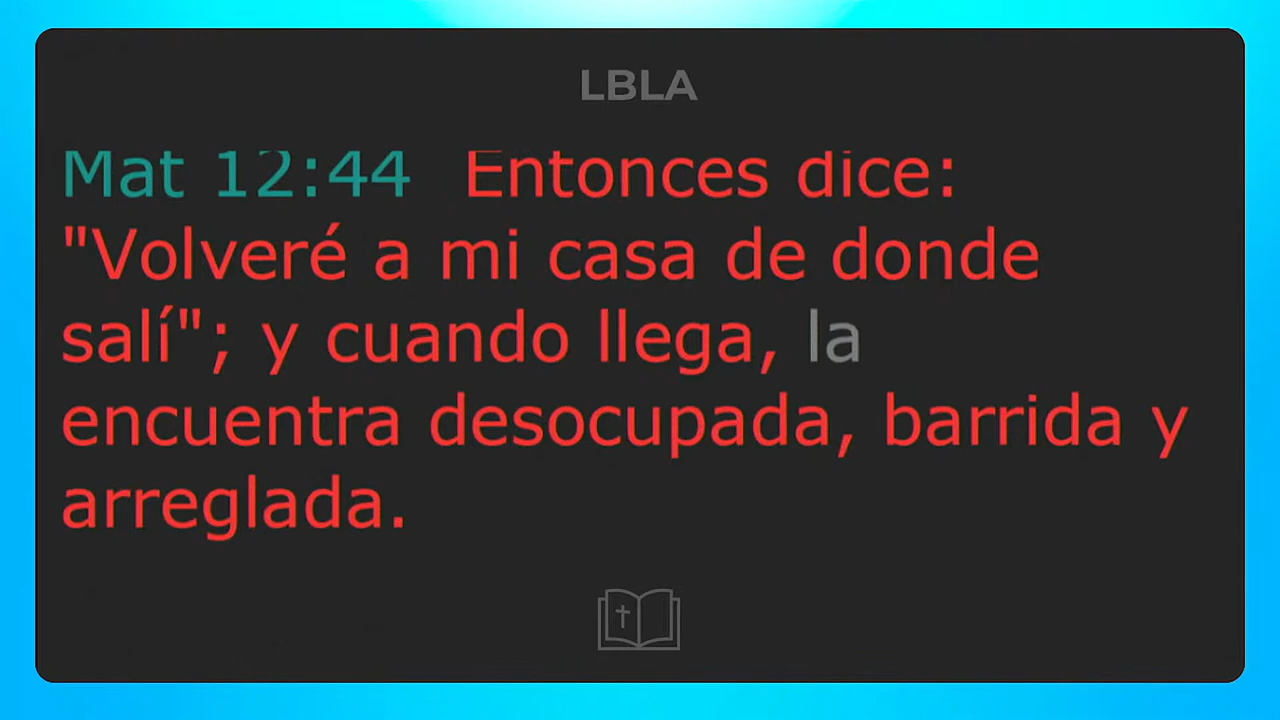 LBLA
Mat 12:44 Entonces dice:
"Volveré a mi casa de donde
salí"; y cuando llega, la
encuentra desocupada, barrida y
arreglada.